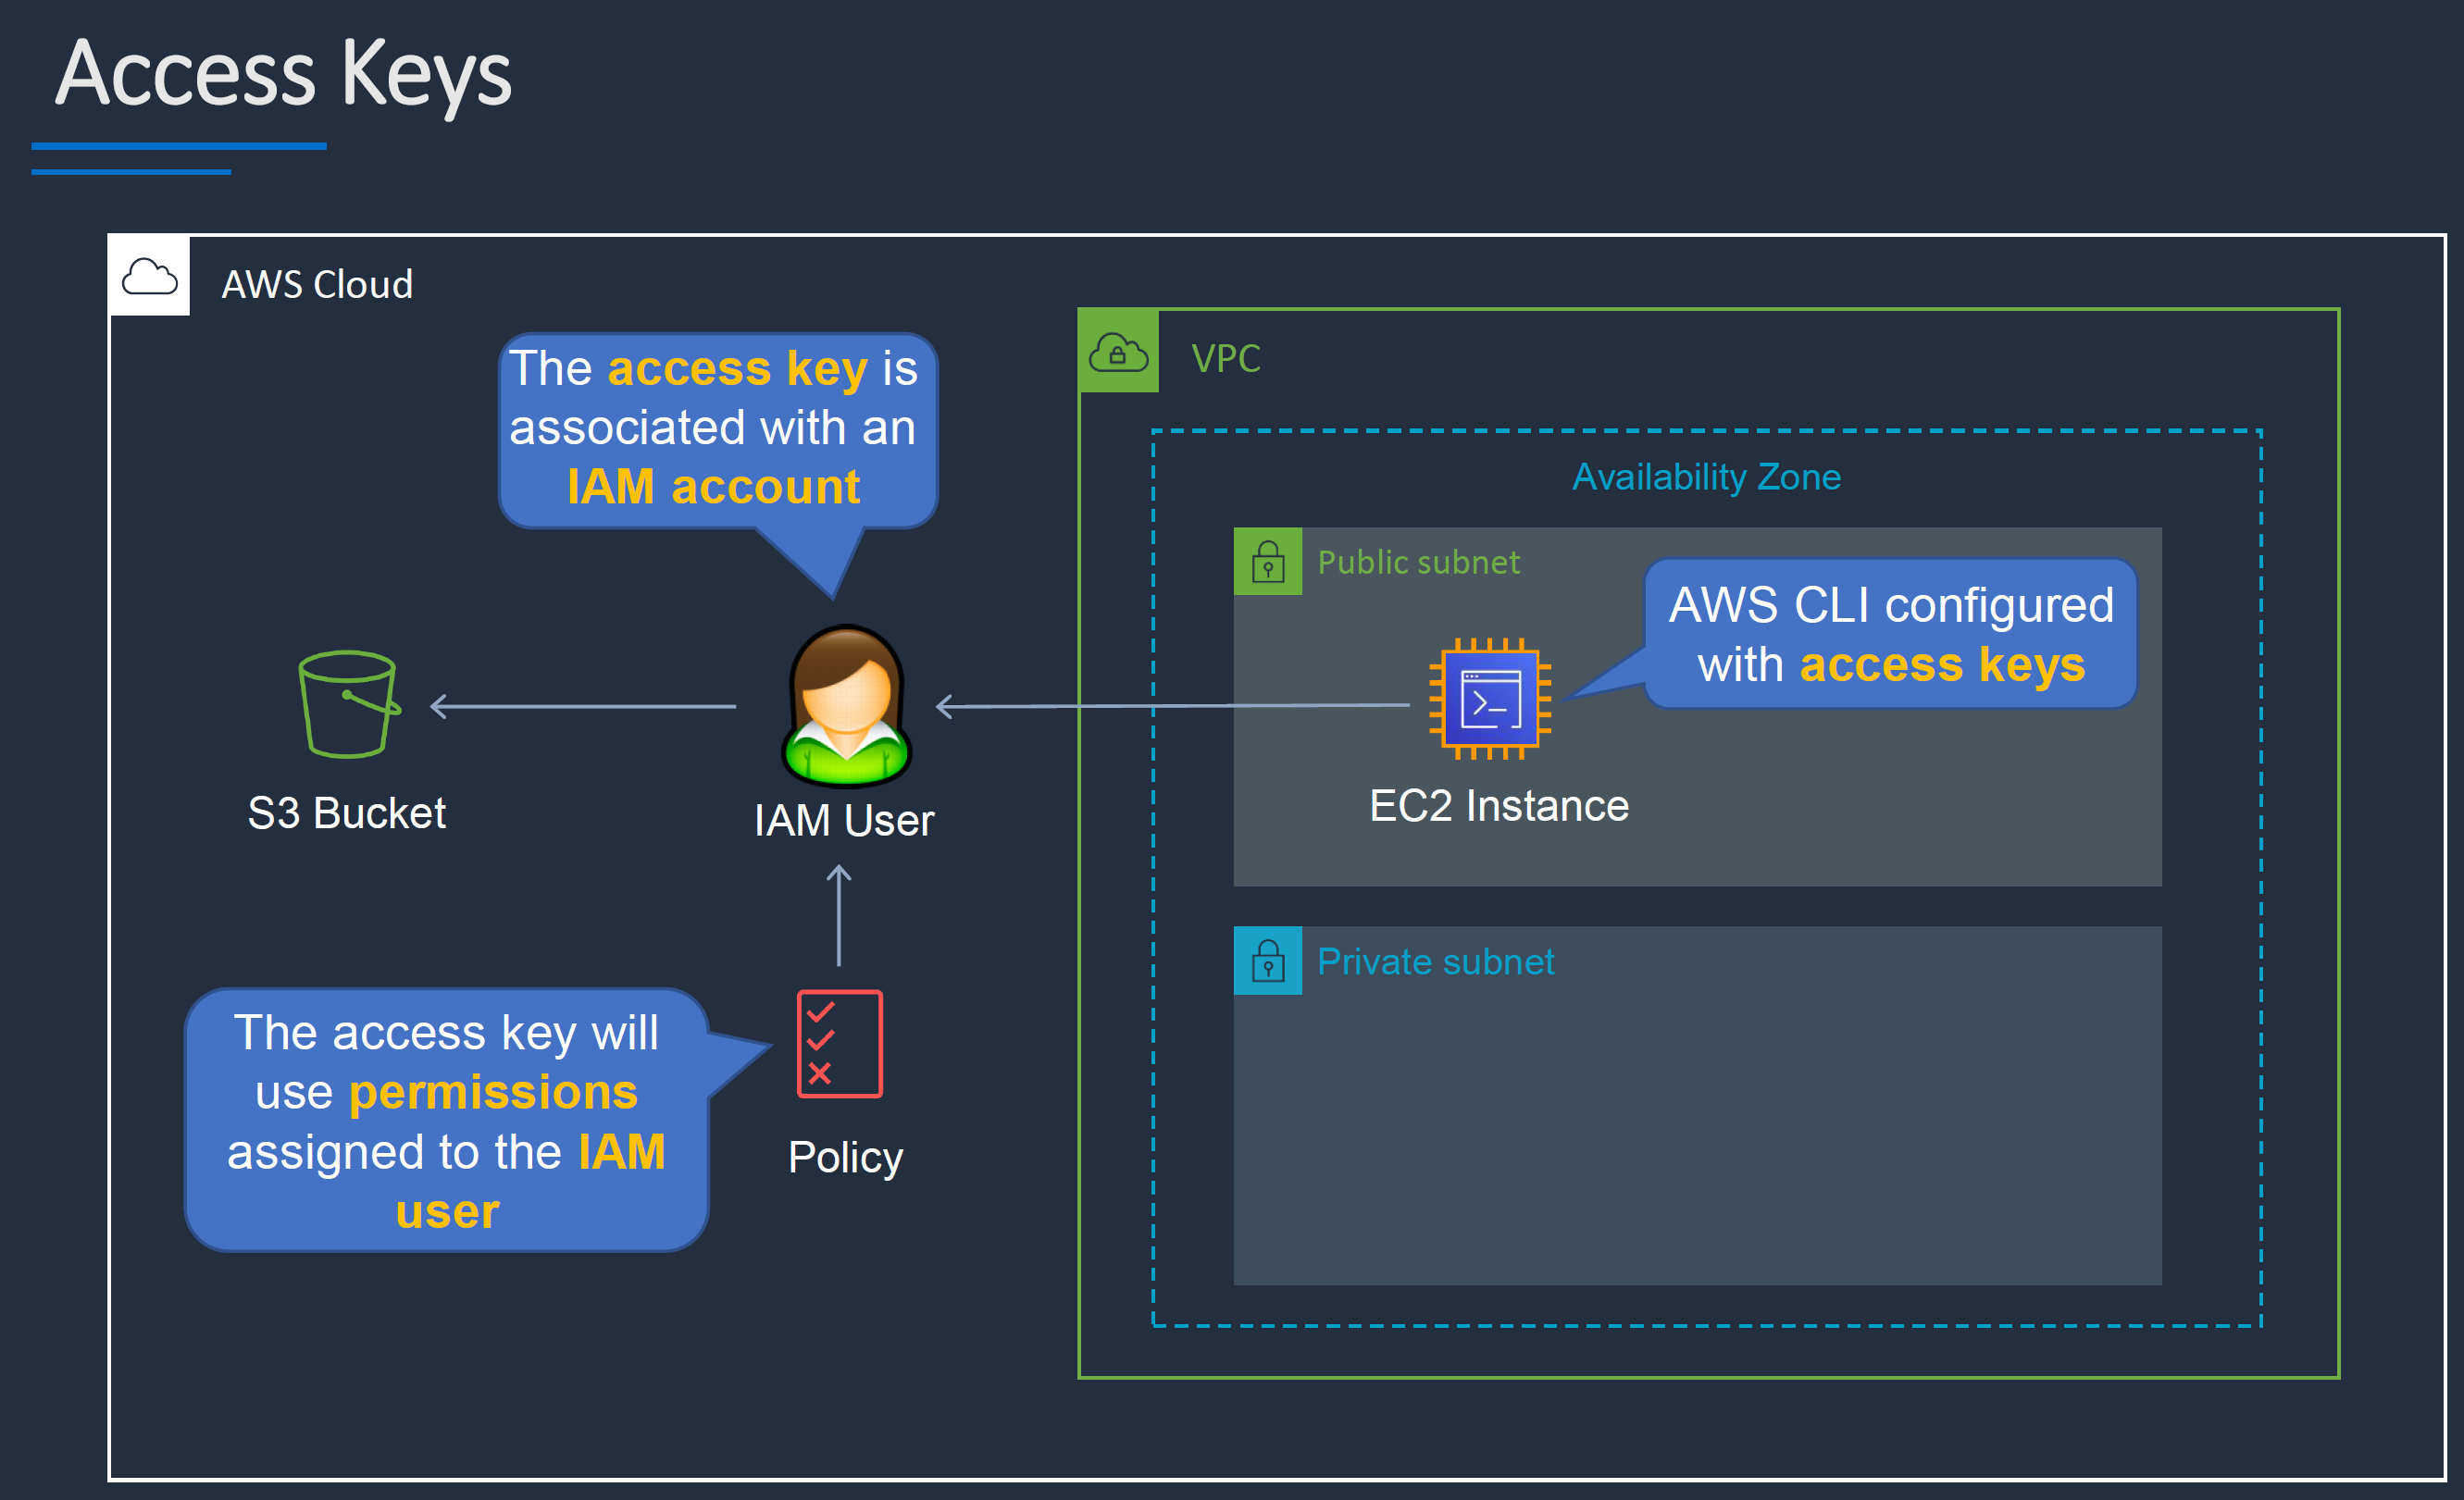 Access Keys
AWS Cloud
The access key is
associated with an
IAM account
VPC
Availability Zone
Public subnet
AWS CLI configured
with access keys
S3 Bucket
IAM User
EC2 Instance
Private subnet
The access key will
use permissions
assigned to the IAM
user
Policy